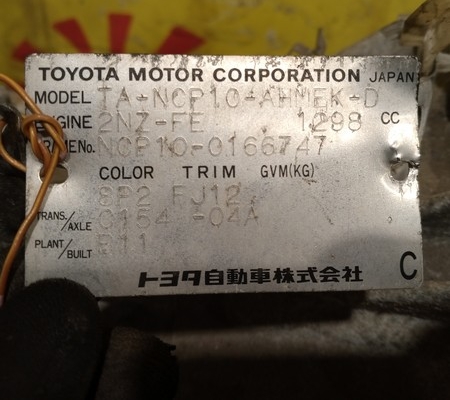 TOYOTA MOTOR CORPORATION JAPAN
MODEL TA-NCP10-AHMEK-D
ENGINE 2NZ-FE 1298 CC
FRAME No. NCP10-0166747
COLOR TRIM GVM(KG)
8P2 FJ12
TRANS./AXLE C154 -04A
PLANT/BUILT
トヨタ自動車株式会社 C